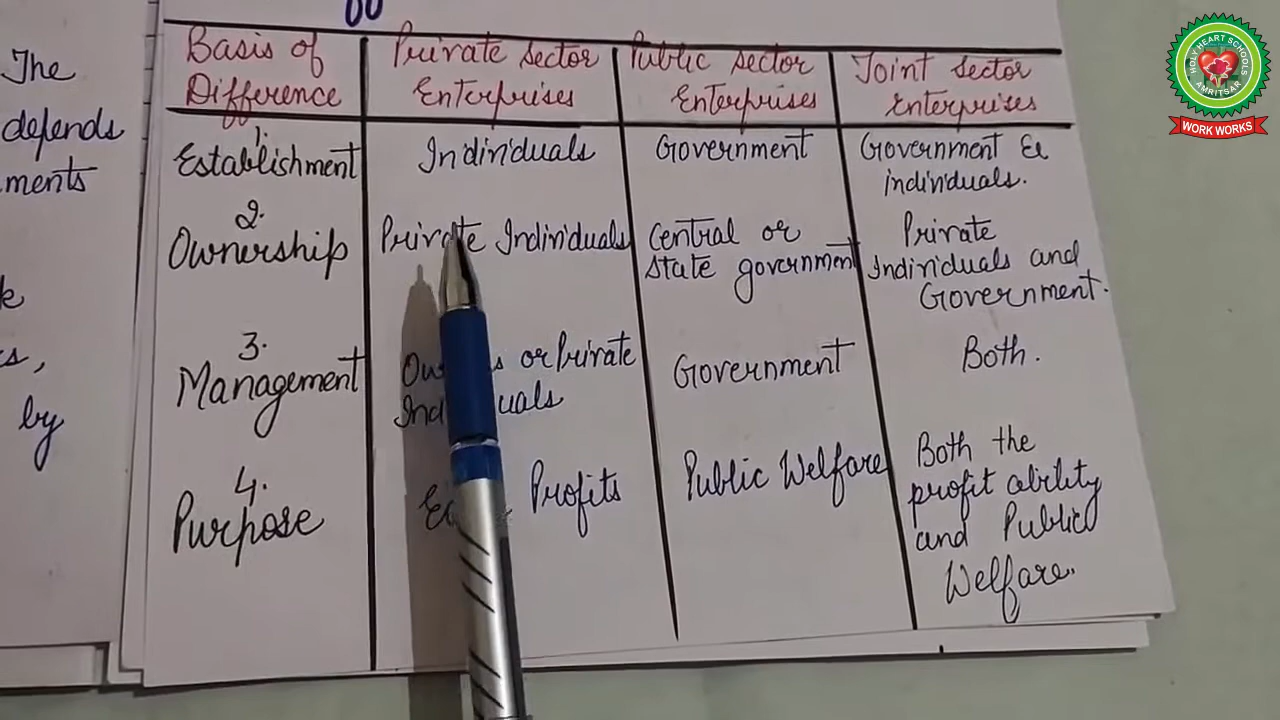 The
defends
ments
by
Basis of
Difference
Private Sector
Enterprises
Public Sector
Enterprises
Joint Sector
Enterprises
1.
Establishment
Individuals
Government
Government &
individuals.
2.
Ownership
Private Individuals
Central or
State government
Private
Individuals and
Government.
3.
Management
or Private
Government
Both.
4.
Purpose
Profits
Public Welfare
Both the
profit ability
and Public
Welfare.
HOLY HEART SCHOOLS
AMRITSAR
WORK WORKS